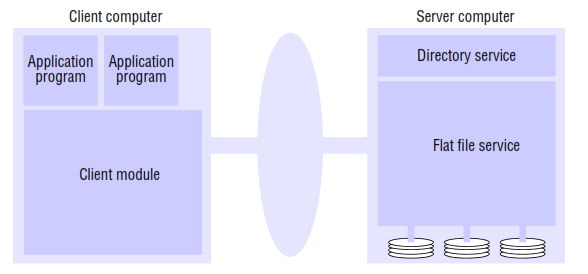 Client computer
Server computer
Application
program
Application
program
Directory service
Client module
Flat file service